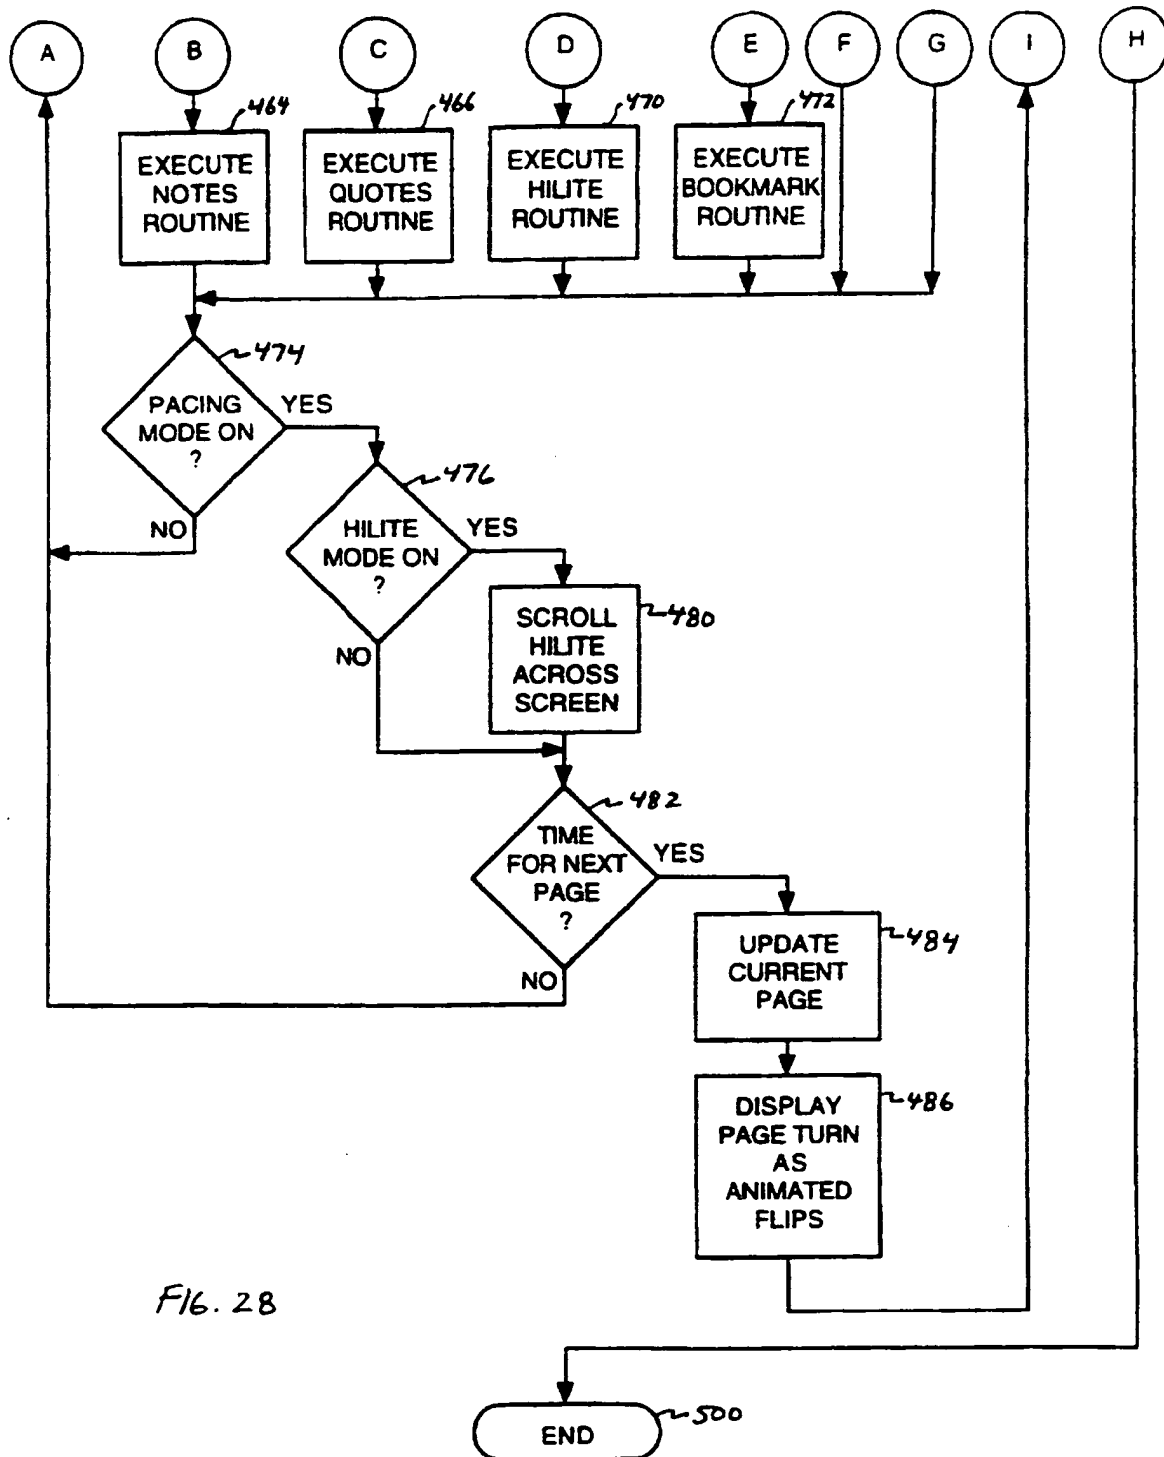 A B C D E F G I H
464 466 470 472
EXECUTE
NOTES
ROUTINE
EXECUTE
QUOTES
ROUTINE
EXECUTE
HILITE
ROUTINE
EXECUTE
BOOKMARK
ROUTINE
474
PACING
MODE ON
?
YES
NO
476
HILITE
MODE ON
?
YES
NO
480
SCROLL
HILITE
ACROSS
SCREEN
482
TIME
FOR NEXT
PAGE
?
YES
NO
484
UPDATE
CURRENT
PAGE
486
DISPLAY
PAGE TURN
AS
ANIMATED
FLIPS
FIG. 28
500
END